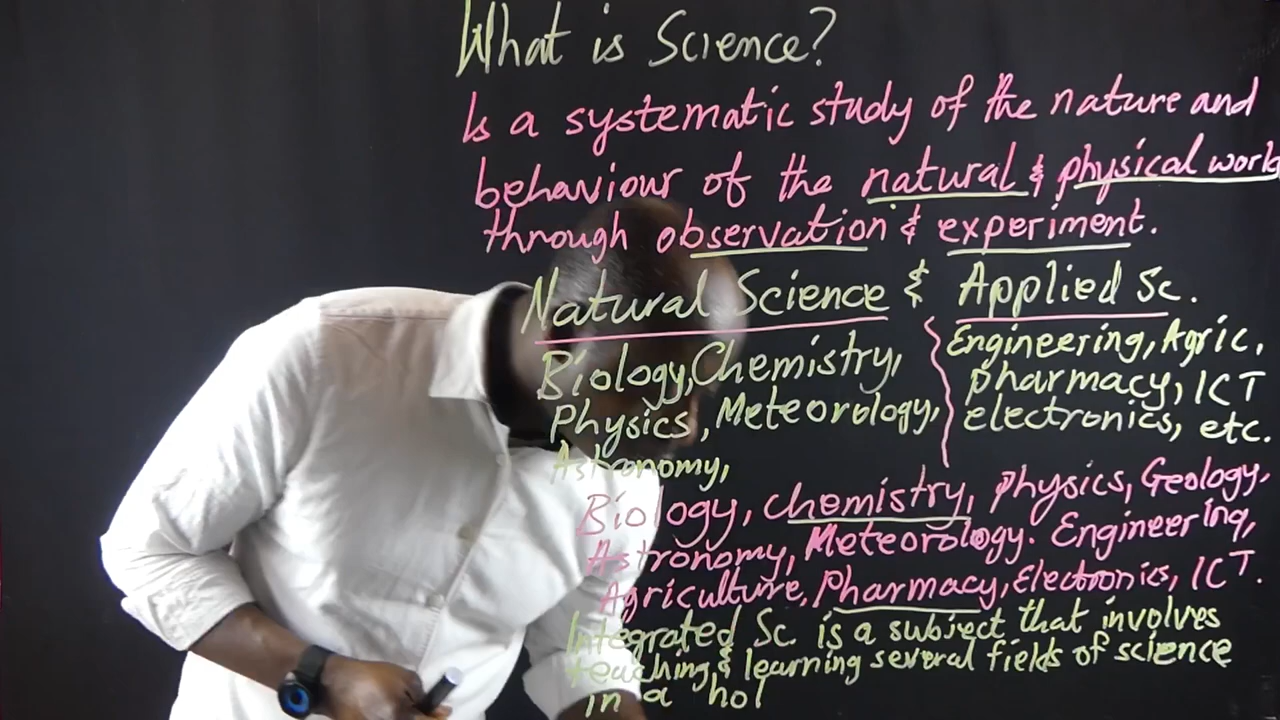 What is Science?
Is a systematic study of the nature and
behaviour of the natural & physical world
through observation & experiment.
Natural Science & Applied Sc.
Biology, Chemistry,
Physics, Meteorology,
Astronomy,
Engineering, Agric,
pharmacy, ICT
electronics, etc.
Biology, Chemistry, Physics, Geology,
Astronomy, Meteorology. Engineering,
Agriculture, Pharmacy, Electronics, ICT.
Integrated Sc. is a subject that involves
teaching & learning several fields of science
in a hol